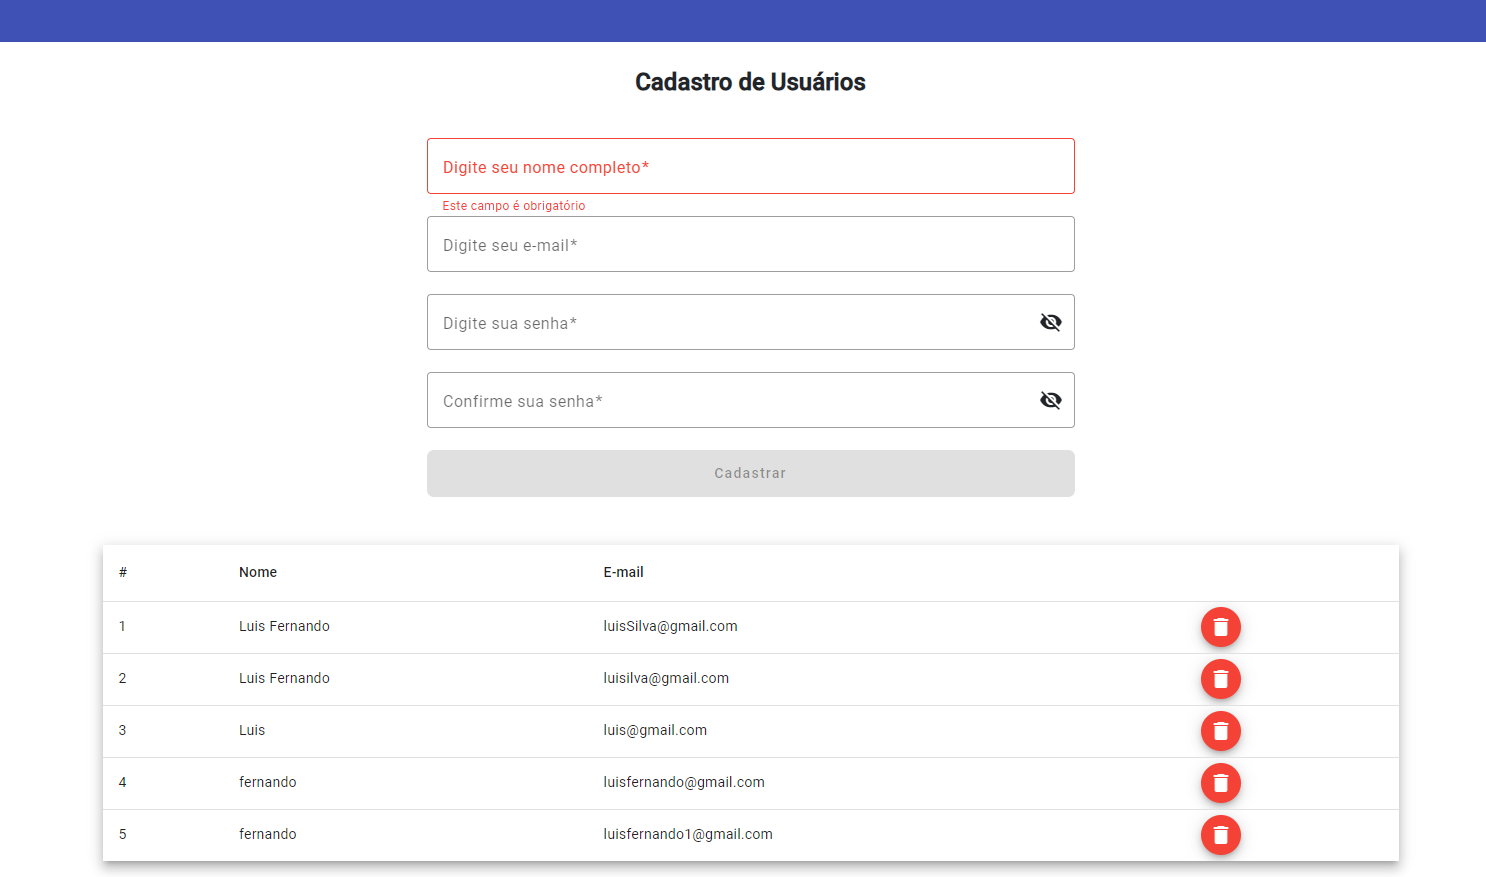 Cadastro de Usuários
Digite seu nome completo*
Este campo é obrigatório
Digite seu e-mail*
Digite sua senha*
Confirme sua senha*
Cadastrar
# Nome E-mail
1 Luis Fernando luisSilva@gmail.com
2 Luis Fernando luisilva@gmail.com
3 Luis luis@gmail.com
4 fernando luisfernando@gmail.com
5 fernando luisfernando1@gmail.com